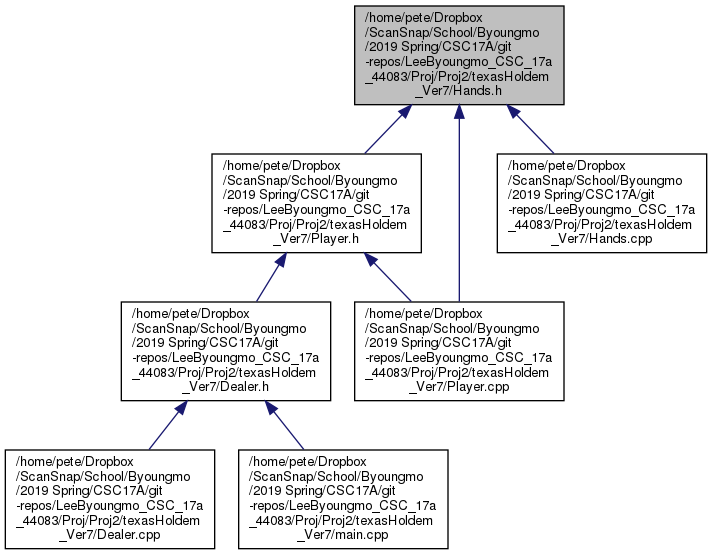 /home/pete/Dropbox
/ScanSnap/School/Byoungmo
/2019 Spring/CSC17A/git
-repos/LeeByoungmo_CSC_17a
_44083/Proj/Proj2/texasHoldem
_Ver7/Hands.h
/home/pete/Dropbox
/ScanSnap/School/Byoungmo
/2019 Spring/CSC17A/git
-repos/LeeByoungmo_CSC_17a
_44083/Proj/Proj2/texasHoldem
_Ver7/Player.h
/home/pete/Dropbox
/ScanSnap/School/Byoungmo
/2019 Spring/CSC17A/git
-repos/LeeByoungmo_CSC_17a
_44083/Proj/Proj2/texasHoldem
_Ver7/Hands.cpp
/home/pete/Dropbox
/ScanSnap/School/Byoungmo
/2019 Spring/CSC17A/git
-repos/LeeByoungmo_CSC_17a
_44083/Proj/Proj2/texasHoldem
_Ver7/Dealer.h
/home/pete/Dropbox
/ScanSnap/School/Byoungmo
/2019 Spring/CSC17A/git
-repos/LeeByoungmo_CSC_17a
_44083/Proj/Proj2/texasHoldem
_Ver7/Player.cpp
/home/pete/Dropbox
/ScanSnap/School/Byoungmo
/2019 Spring/CSC17A/git
-repos/LeeByoungmo_CSC_17a
_44083/Proj/Proj2/texasHoldem
_Ver7/Dealer.cpp
/home/pete/Dropbox
/ScanSnap/School/Byoungmo
/2019 Spring/CSC17A/git
-repos/LeeByoungmo_CSC_17a
_44083/Proj/Proj2/texasHoldem
_Ver7/main.cpp